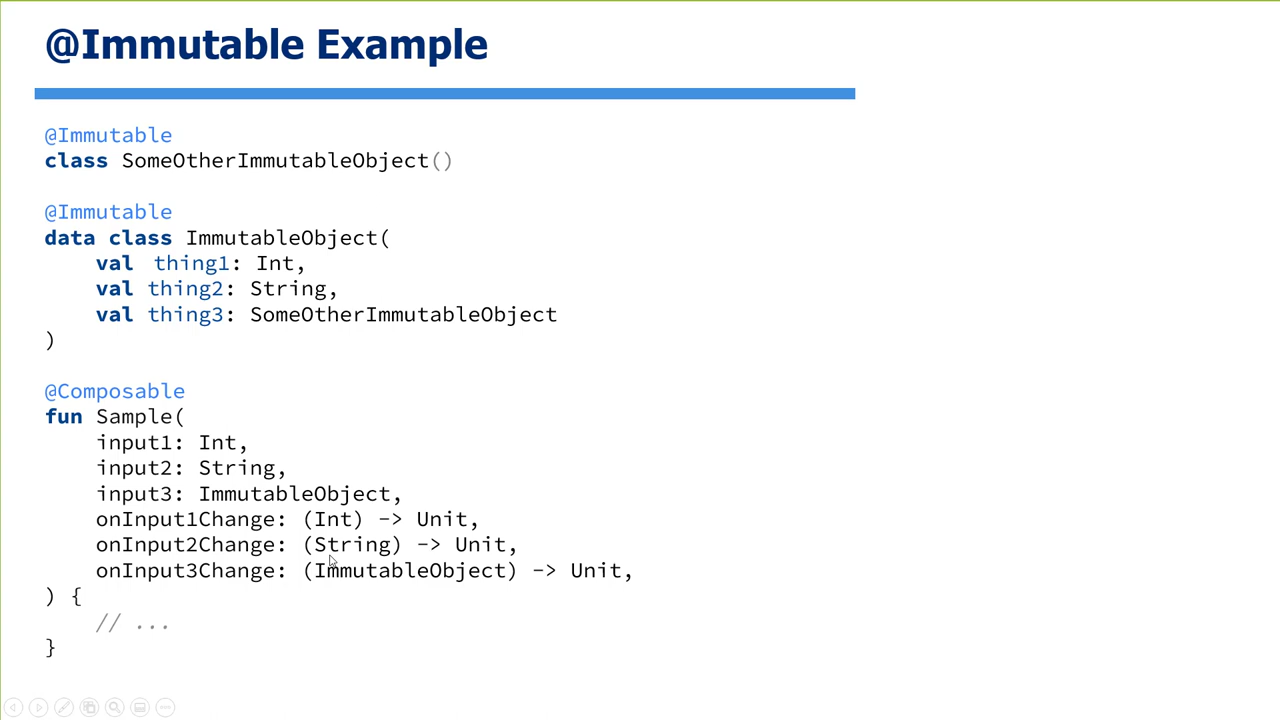 @Immutable Example
@Immutable
class SomeOtherImmutableObject()
@Immutable
data class ImmutableObject(
    val thing1: Int,
    val thing2: String,
    val thing3: SomeOtherImmutableObject
)
@Composable
fun Sample(
    input1: Int,
    input2: String,
    input3: ImmutableObject,
    onInput1Change: (Int) -> Unit,
    onInput2Change: (String) -> Unit,
    onInput3Change: (ImmutableObject) -> Unit,
) {
    // ...
}